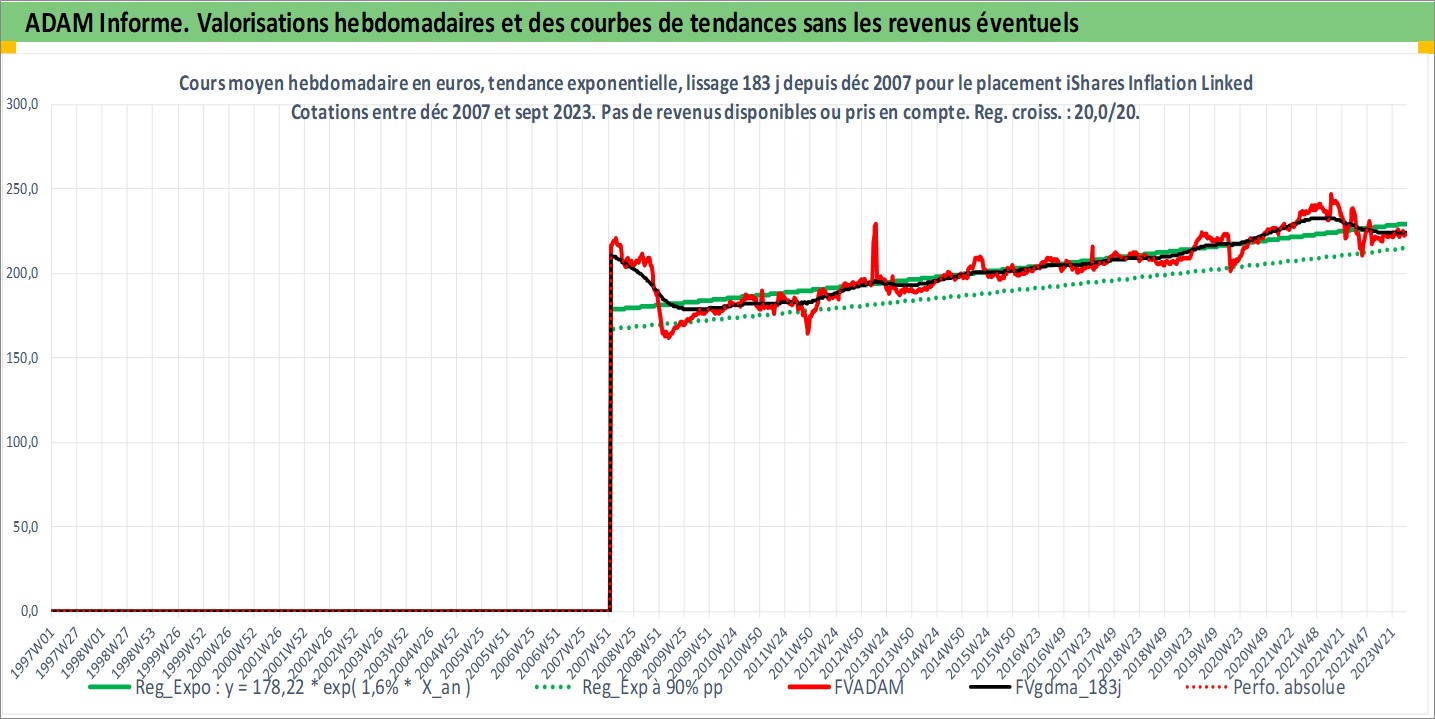 ADAM Informe. Valorisations hebdomadaires et des courbes de tendances sans les revenus éventuels
Cours moyen hebdomadaire en euros, tendance exponentielle, lissage 183 j depuis déc 2007 pour le placement iShares Inflation Linked
Cotations entre déc 2007 et sept 2023. Pas de revenus disponibles ou pris en compte. Reg. croiss. : 20,0/20.
300,0
250,0
200,0
150,0
100,0
50,0
0,0
1997W01 1997W27 1998W01 1998W27 1998W53 1999W26 1999W52 2000W26 2000W52 2001W26 2001W52 2002W26 2002W52 2003W26 2003W52 2004W26 2004W52 2005W25 2005W51 2006W25 2006W51 2007W25 2007W51 2008W25 2008W51 2009W25 2009W51 2010W24 2010W50 2011W24 2011W50 2012W24 2012W50 2013W24 2013W50 2014W24 2014W50 2015W24 2015W50 2016W23 2016W49 2017W23 2017W49 2018W23 2018W49 2019W23 2019W49 2020W23 2020W49 2021W22 2021W48 2022W21 2022W47 2023W21
Reg_Expo : y = 178,22 * exp( 1,6% * X_an ) Reg_Exp à 90% pp FVADAM FVgdma_183j Perfo. absolue